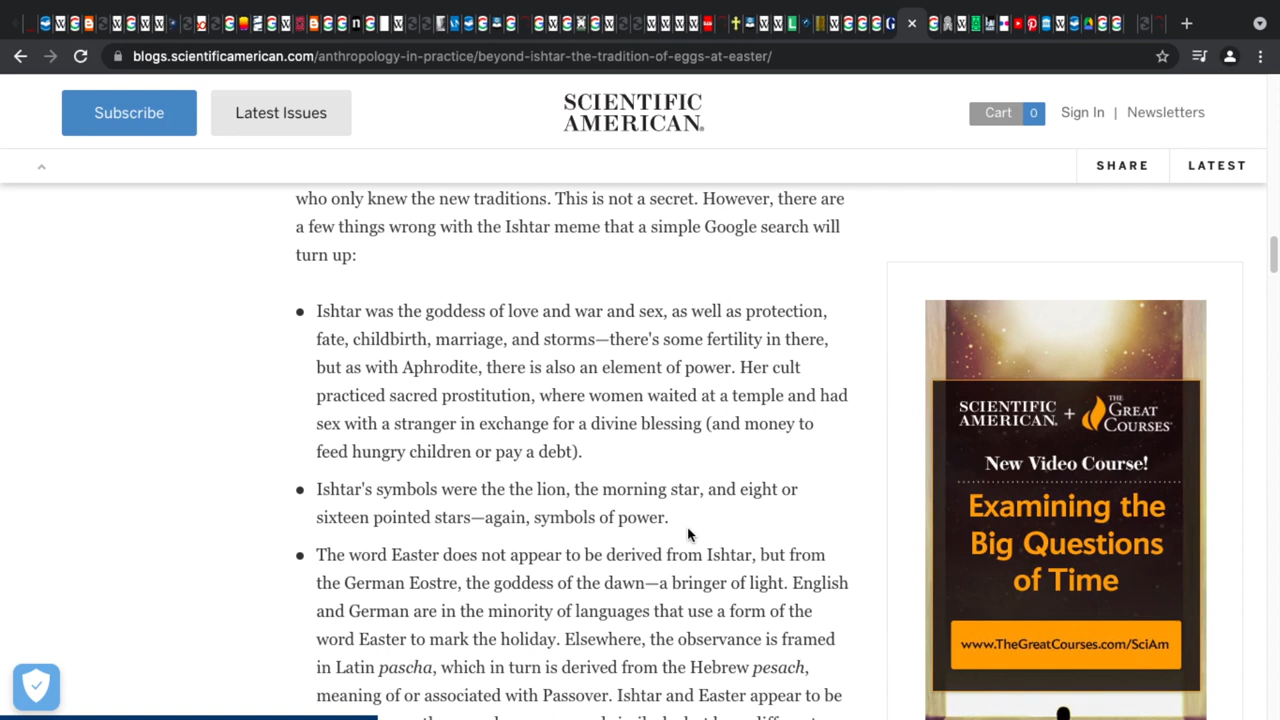 blogs.scientificamerican.com/anthropology-in-practice/beyond-ishtar-the-tradition-of-eggs-at-easter/
Subscribe
Latest Issues
SCIENTIFIC
AMERICAN®
Cart 0
Sign In | Newsletters
SHARE
LATEST
who only knew the new traditions. This is not a secret. However, there are
a few things wrong with the Ishtar meme that a simple Google search will
turn up:
● Ishtar was the goddess of love and war and sex, as well as protection,
fate, childbirth, marriage, and storms—there's some fertility in there,
but as with Aphrodite, there is also an element of power. Her cult
practiced sacred prostitution, where women waited at a temple and had
sex with a stranger in exchange for a divine blessing (and money to
feed hungry children or pay a debt).
● Ishtar's symbols were the the lion, the morning star, and eight or
sixteen pointed stars—again, symbols of power.
● The word Easter does not appear to be derived from Ishtar, but from
the German Eostre, the goddess of the dawn—a bringer of light. English
and German are in the minority of languages that use a form of the
word Easter to mark the holiday. Elsewhere, the observance is framed
in Latin pascha, which in turn is derived from the Hebrew pesach,
meaning of or associated with Passover. Ishtar and Easter appear to be
SCIENTIFIC
AMERICAN® + THE
GREAT
COURSES®
New Video Course!
Examining the
Big Questions
of Time
www.TheGreatCourses.com/SciAm